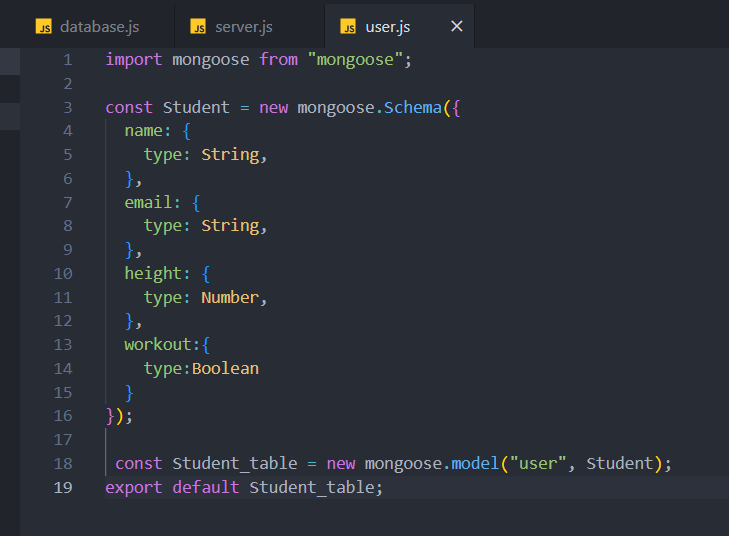 JS database.js JS server.js JS user.js ×
1 import mongoose from "mongoose";
2
3 const Student = new mongoose.Schema({
4   name: {
5     type: String,
6   },
7   email: {
8     type: String,
9   },
10   height: {
11     type: Number,
12   },
13   workout:{
14     type:Boolean
15   }
16 });
17
18  const Student_table = new mongoose.model("user", Student);
19 export default Student_table;